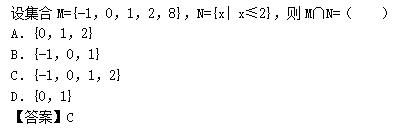 设集合 M={-1, 0, 1, 2, 8}, N={x| x≤2}, 则 M∩N=（　　）
A. {0, 1, 2}
B. {-1, 0, 1}
C. {-1, 0, 1, 2}
D. {0, 1}
【答案】C